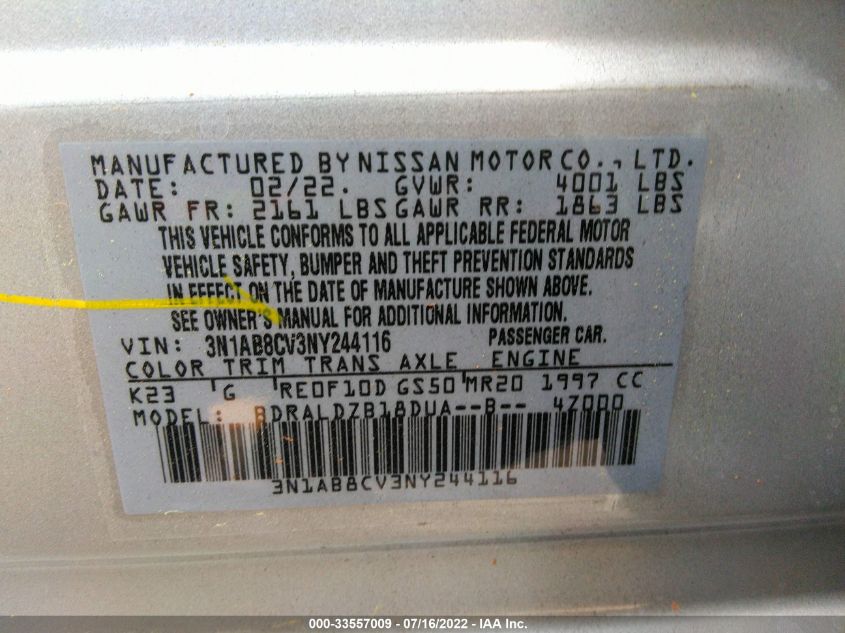 MANUFACTURED BY NISSAN MOTOR CO., LTD.
DATE: 02/22. GVWR: 4001 LBS
GAWR FR: 2161 LBS GAWR RR: 1863 LBS
THIS VEHICLE CONFORMS TO ALL APPLICABLE FEDERAL MOTOR
VEHICLE SAFETY, BUMPER AND THEFT PREVENTION STANDARDS
IN EFFECT ON THE DATE OF MANUFACTURE SHOWN ABOVE.
SEE OWNER'S MANUAL FOR ADDITIONAL INFORMATION.
VIN: 3N1AB8CV3NY244116 PASSENGER CAR.
COLOR TRIM TRANS AXLE ENGINE
K23 G RE0F10D GS50 MR20 1997 CC
MODEL: BDRALDZB18DUA--B-- 4Z000
3N1AB8CV3NY244116
000-33557009 - 07/16/2022 - IAA Inc.